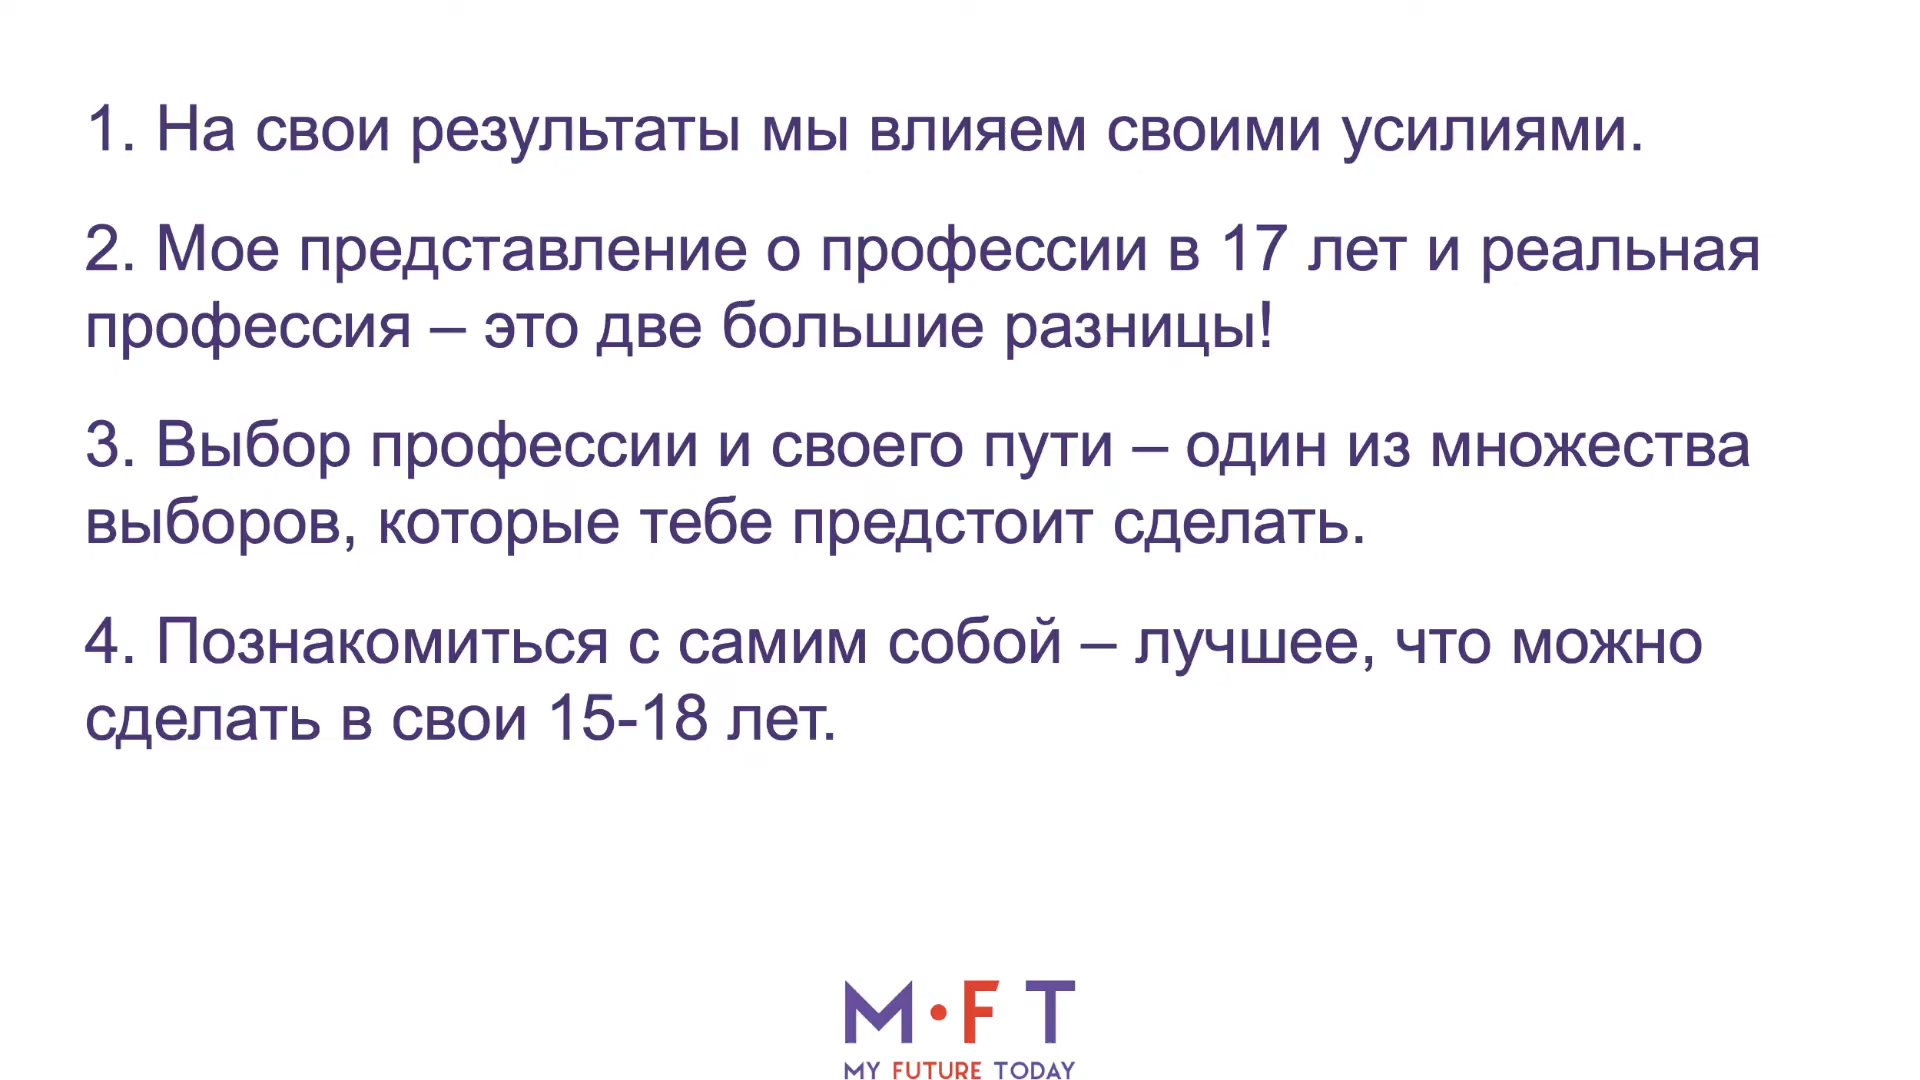 1. На свои результаты мы влияем своими усилиями.
2. Мое представление о профессии в 17 лет и реальная
профессия – это две большие разницы!
3. Выбор профессии и своего пути – один из множества
выборов, которые тебе предстоит сделать.
4. Познакомиться с самим собой – лучшее, что можно
сделать в свои 15-18 лет.
M·FT
MY FUTURE TODAY